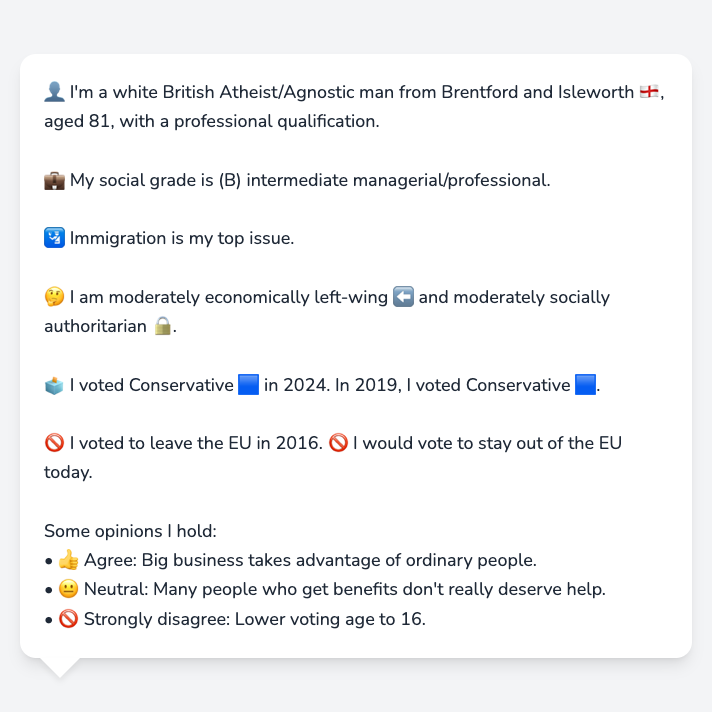 👤 I'm a white British Atheist/Agnostic man from Brentford and Isleworth 🏴󠁧󠁢󠁥󠁮󠁧󠁿,
aged 81, with a professional qualification.
💼 My social grade is (B) intermediate managerial/professional.
🛂 Immigration is my top issue.
🤔 I am moderately economically left-wing ⬅️ and moderately socially
authoritarian 🔒.
🗳️ I voted Conservative 🟦 in 2024. In 2019, I voted Conservative 🟦.
🚫 I voted to leave the EU in 2016. 🚫 I would vote to stay out of the EU
today.
Some opinions I hold:
• 👍 Agree: Big business takes advantage of ordinary people.
• 😐 Neutral: Many people who get benefits don't really deserve help.
• 🚫 Strongly disagree: Lower voting age to 16.